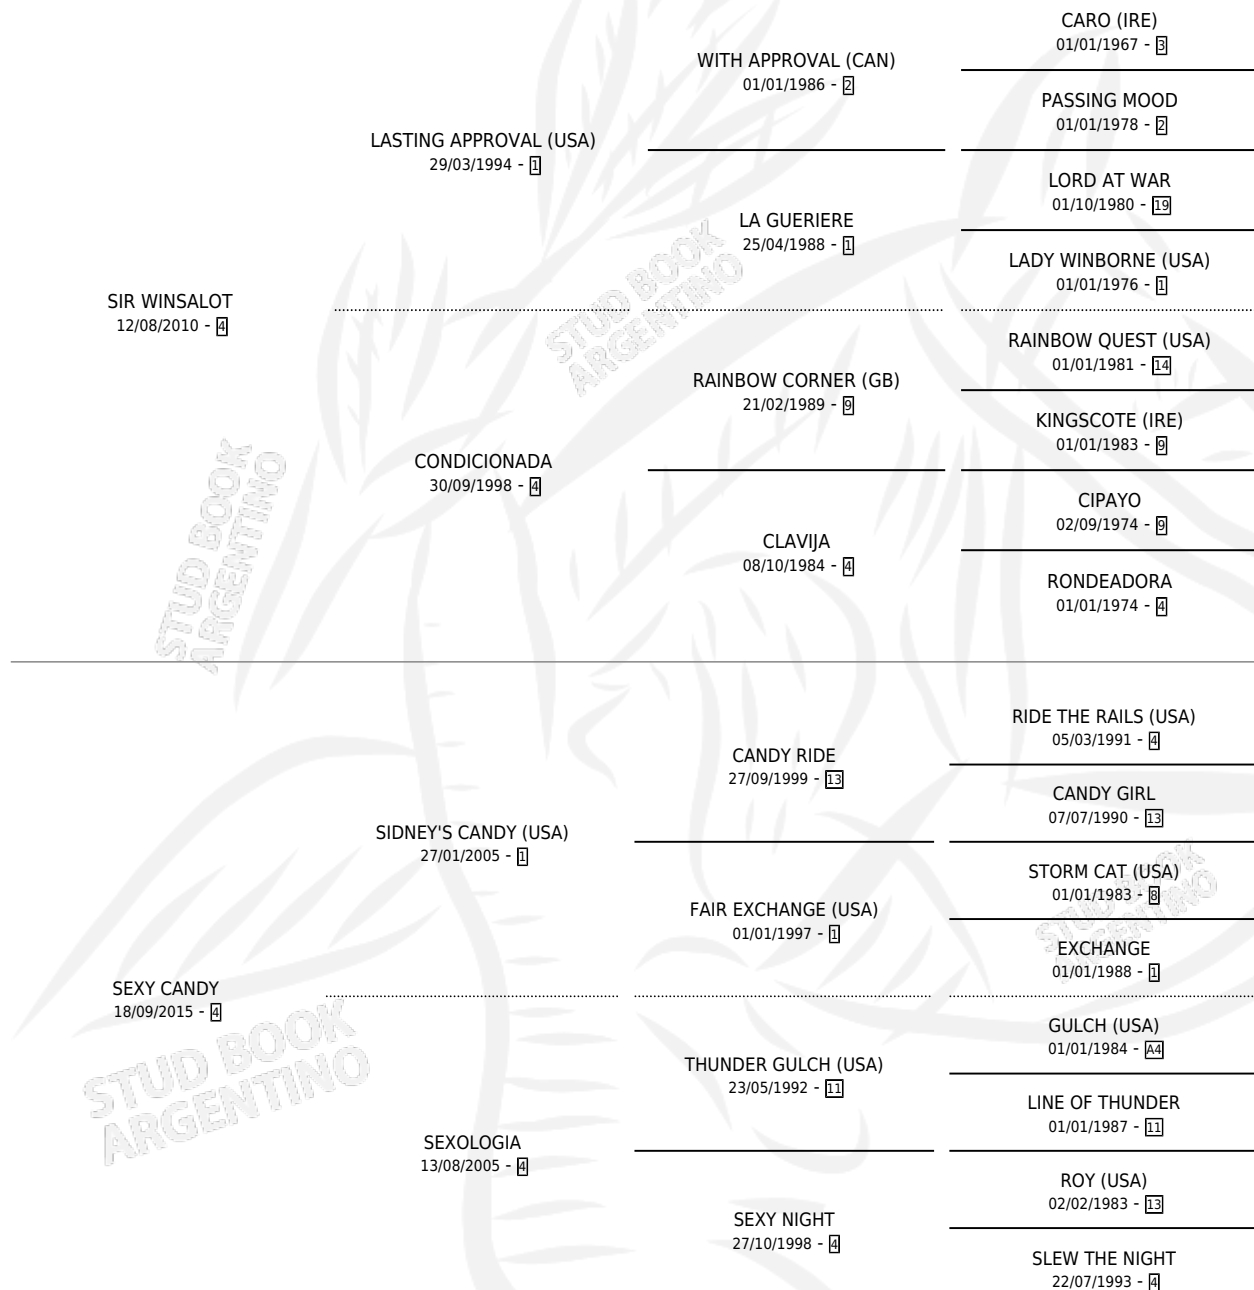 CARO (IRE)
01/01/1967 - 3
WITH APPROVAL (CAN)
01/01/1986 - 2
PASSING MOOD
01/01/1978 - 2
LASTING APPROVAL (USA)
29/03/1994 - 1
LORD AT WAR
01/10/1980 - 19
LA GUERIERE
25/04/1988 - 1
LADY WINBORNE (USA)
01/01/1976 - 1
SIR WINSALOT
12/08/2010 - 4
RAINBOW QUEST (USA)
01/01/1981 - 14
RAINBOW CORNER (GB)
21/02/1989 - 9
KINGSCOTE (IRE)
01/01/1983 - 9
CONDICIONADA
30/09/1998 - 4
CIPAYO
02/09/1974 - 9
CLAVIJA
08/10/1984 - 4
RONDEADORA
01/01/1974 - 4
RIDE THE RAILS (USA)
05/03/1991 - 4
CANDY RIDE
27/09/1999 - 13
CANDY GIRL
07/07/1990 - 13
SIDNEY'S CANDY (USA)
27/01/2005 - 1
STORM CAT (USA)
01/01/1983 - 8
FAIR EXCHANGE (USA)
01/01/1997 - 1
EXCHANGE
01/01/1988 - 1
SEXY CANDY
18/09/2015 - 4
GULCH (USA)
01/01/1984 - A4
THUNDER GULCH (USA)
23/05/1992 - 11
LINE OF THUNDER
01/01/1987 - 11
SEXOLOGIA
13/08/2005 - 4
ROY (USA)
02/02/1983 - 13
SEXY NIGHT
27/10/1998 - 4
SLEW THE NIGHT
22/07/1993 - 4
STUD BOOK
ARGENTINO
STUD BOOK
ARGENTINO
STUD BOOK
ARGENTINO
STUD BOOK
ARGENTINO